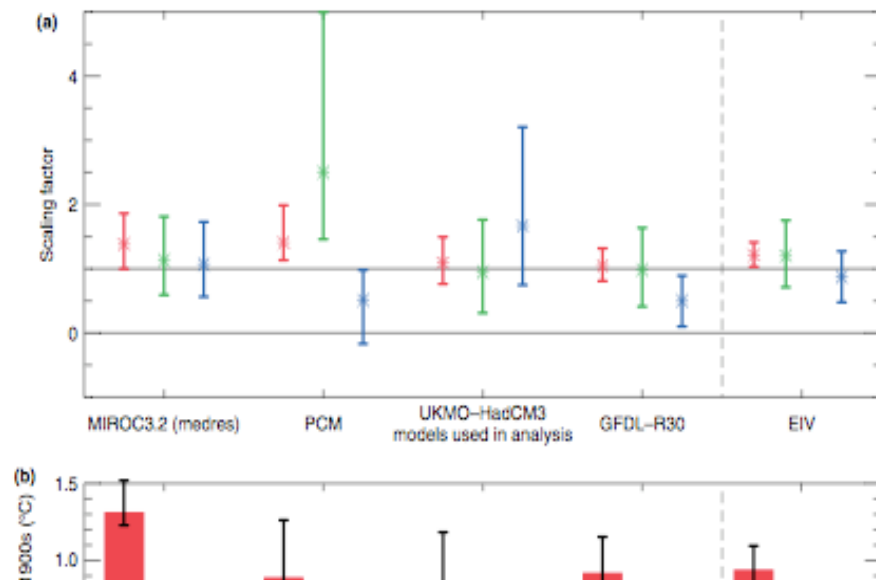 (a)
4
2
0
Scaling factor
MIROC3.2 (medres)
PCM
UKMO–HadCM3
models used in analysis
GFDL–R30
EIV
(b)
1.5
1.0
1900s (°C)